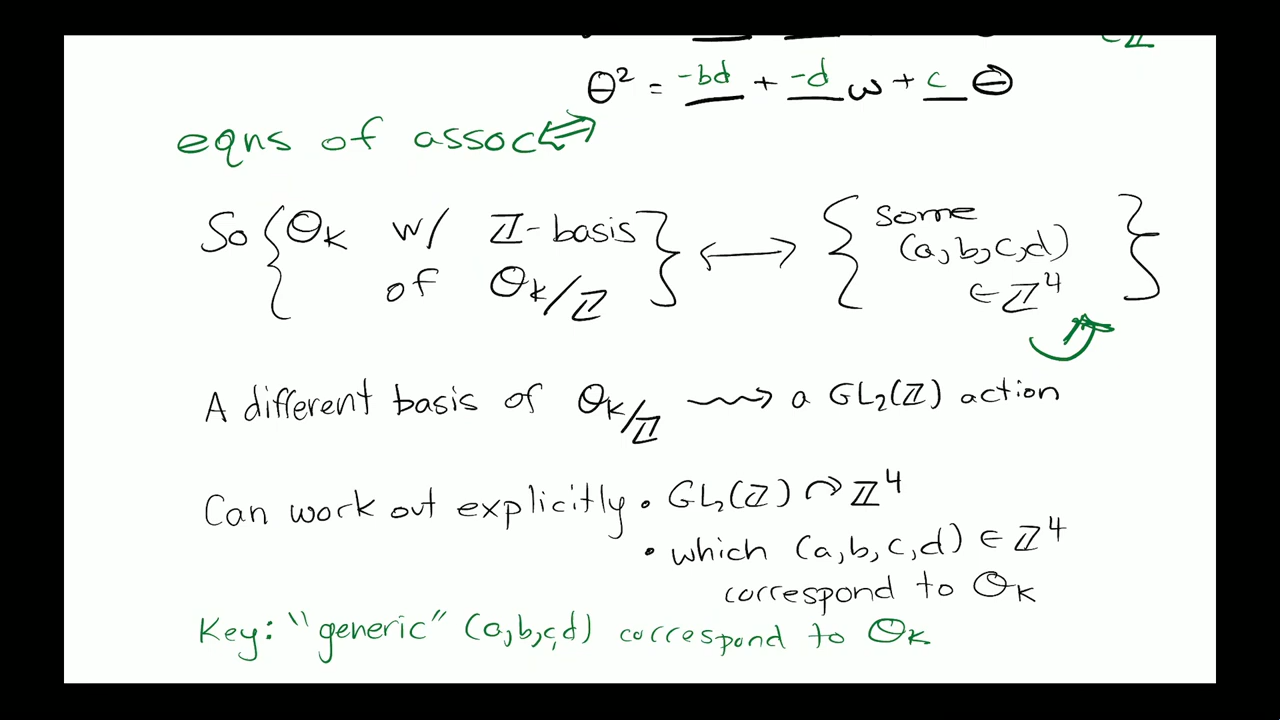 ∈ℤ
θ² = -bd + -d ω + c θ
eqns of assoc ⟺
So { 𝒪_K w/ ℤ-basis of 𝒪_K/ℤ } ⟷ { some (a,b,c,d) ∈ ℤ⁴ }
A different basis of 𝒪_K/ℤ ⇝ a GL₂(ℤ) action
Can work out explicitly • GL₂(ℤ) ↷ ℤ⁴
• which (a,b,c,d) ∈ ℤ⁴
correspond to 𝒪_K
Key: "generic" (a,b,c,d) correspond to 𝒪_K